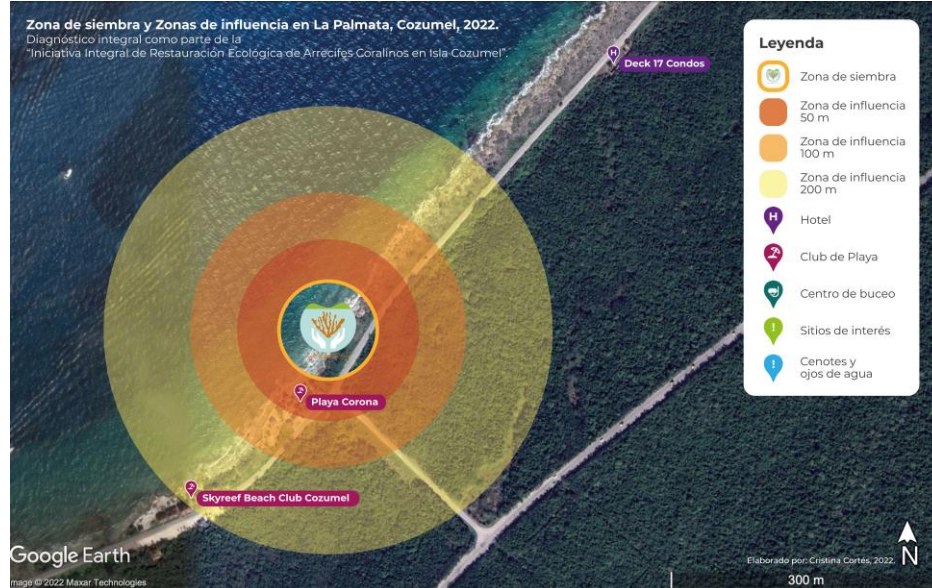 Zona de siembra y Zonas de influencia en La Palmata, Cozumel, 2022.
Diagnóstico integral como parte de la
"Iniciativa Integral de Restauración Ecológica de Arrecifes Coralinos en Isla Cozumel"
H
Deck 17 Condos
Leyenda
Zona de siembra
Zona de influencia
50 m
Zona de influencia
100 m
Zona de influencia
200 m
H
Hotel
Club de Playa
Centro de buceo
!
Sitios de interés
!
Cenotes y
ojos de agua
Playa Corona
Skyreef Beach Club Cozumel
Google Earth
Image © 2022 Maxar Technologies
Elaborado por: Cristina Cortés, 2022.
N
300 m